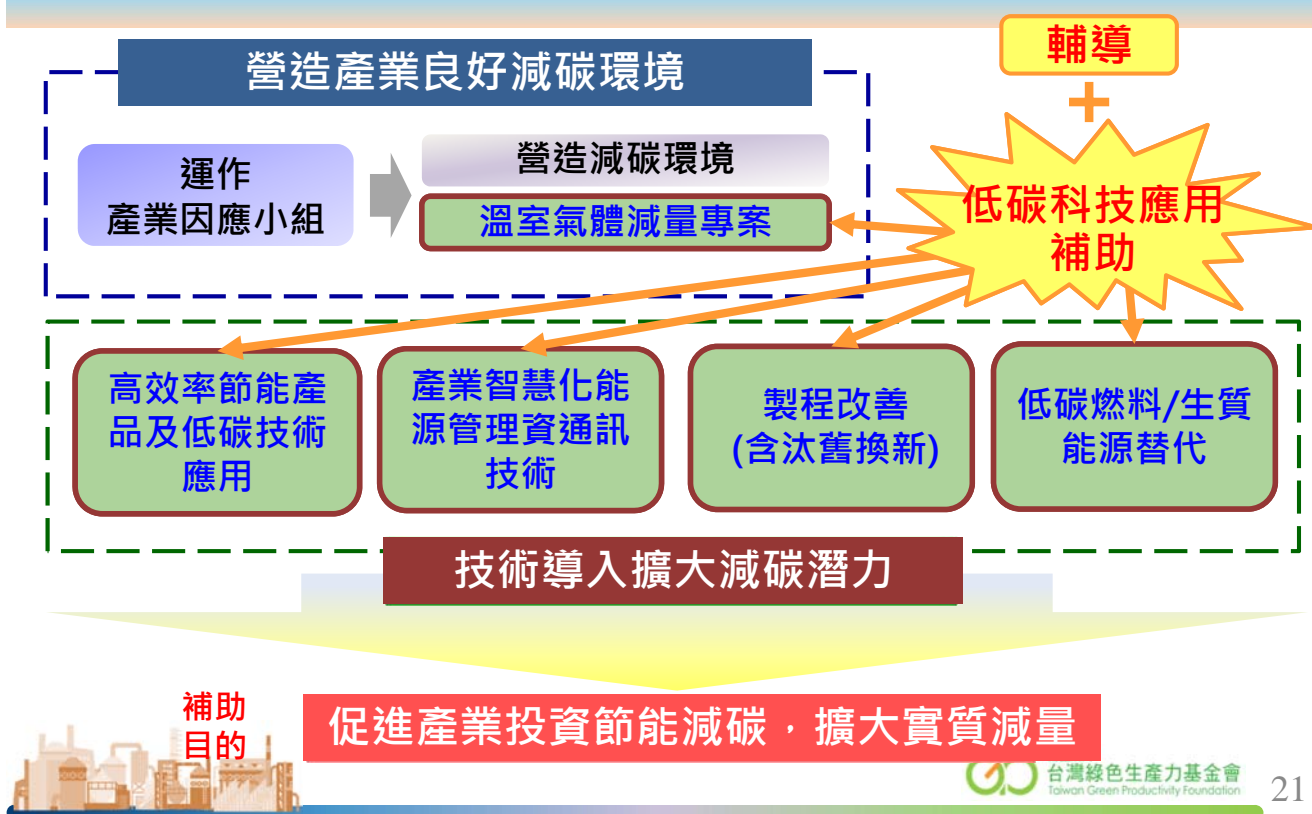 營造產業良好減碳環境
輔導
+
運作
產業因應小組
營造減碳環境
溫室氣體減量專案
低碳科技應用
補助
高效率節能產
品及低碳技術
應用
產業智慧化能
源管理資通訊
技術
製程改善
(含汰舊換新)
低碳燃料/生質
能源替代
技術導入擴大減碳潛力
補助
目的
促進產業投資節能減碳，擴大實質減量
台灣綠色生產力基金會
Taiwan Green Productivity Foundation
21